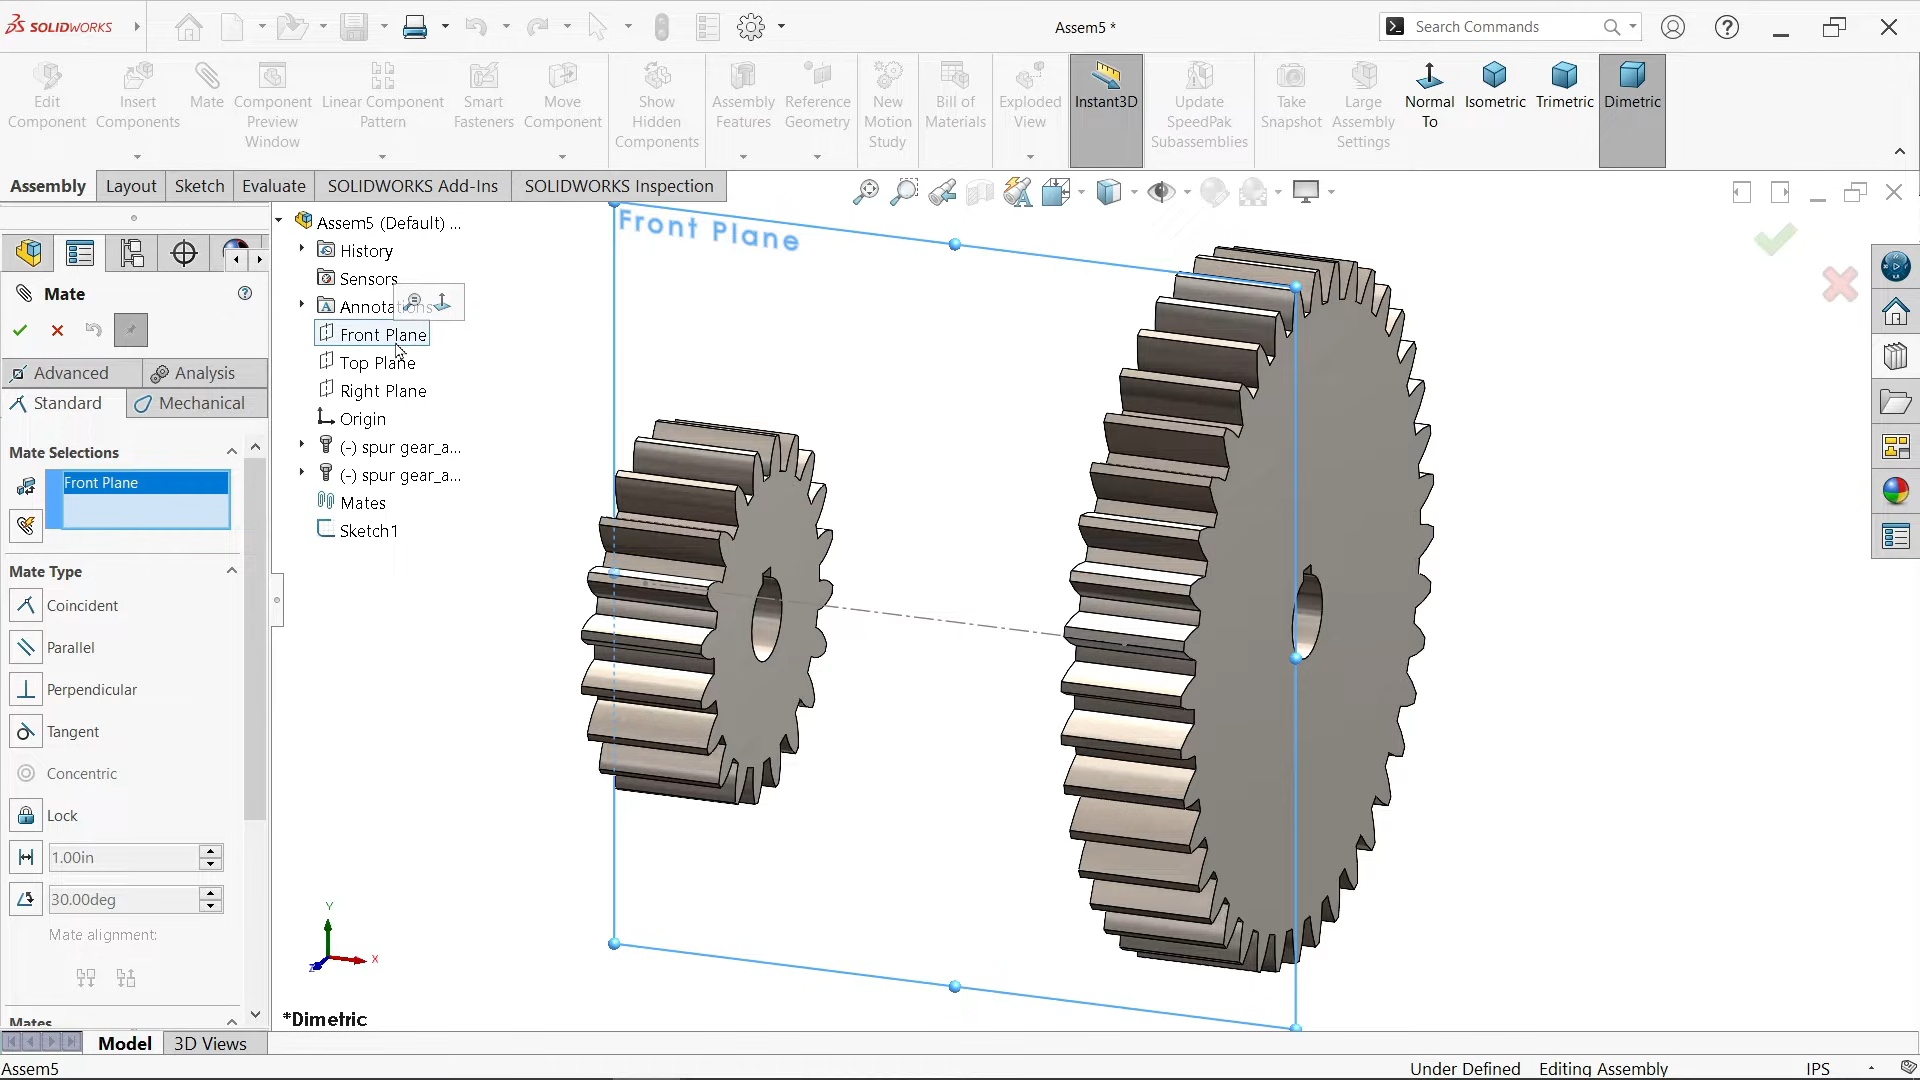 SOLIDWORKS
Assem5 *
Search Commands
Edit
Component
Insert
Components
Mate
Component
Preview
Window
Linear Component
Pattern
Smart
Fasteners
Move
Component
Show
Hidden
Components
Assembly
Features
Reference
Geometry
New
Motion
Study
Bill of
Materials
Exploded
View
Instant3D
Update
SpeedPak
Subassemblies
Take
Snapshot
Large
Assembly
Settings
Normal
To
Isometric
Trimetric
Dimetric
Assembly
Layout
Sketch
Evaluate
SOLIDWORKS Add-Ins
SOLIDWORKS Inspection
Mate
Advanced
Analysis
Standard
Mechanical
Mate Selections
Front Plane
Mate Type
Coincident
Parallel
Perpendicular
Tangent
Concentric
Lock
1.00in
30.00deg
Mate alignment:
Mates
Assem5 (Default) ...
History
Sensors
Annotations
Front Plane
Top Plane
Right Plane
Origin
(-) spur gear_a...
(-) spur gear_a...
Mates
Sketch1
Front Plane
Y
X
Z
*Dimetric
Model
3D Views
Assem5
Under Defined
Editing Assembly
IPS